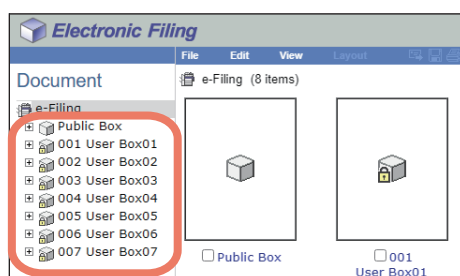 Electronic Filing
File Edit View Layout
Document
e-Filing (8 items)
e-Filing
Public Box
001 User Box01
002 User Box02
003 User Box03
004 User Box04
005 User Box05
006 User Box06
007 User Box07
Public Box
001
User Box01